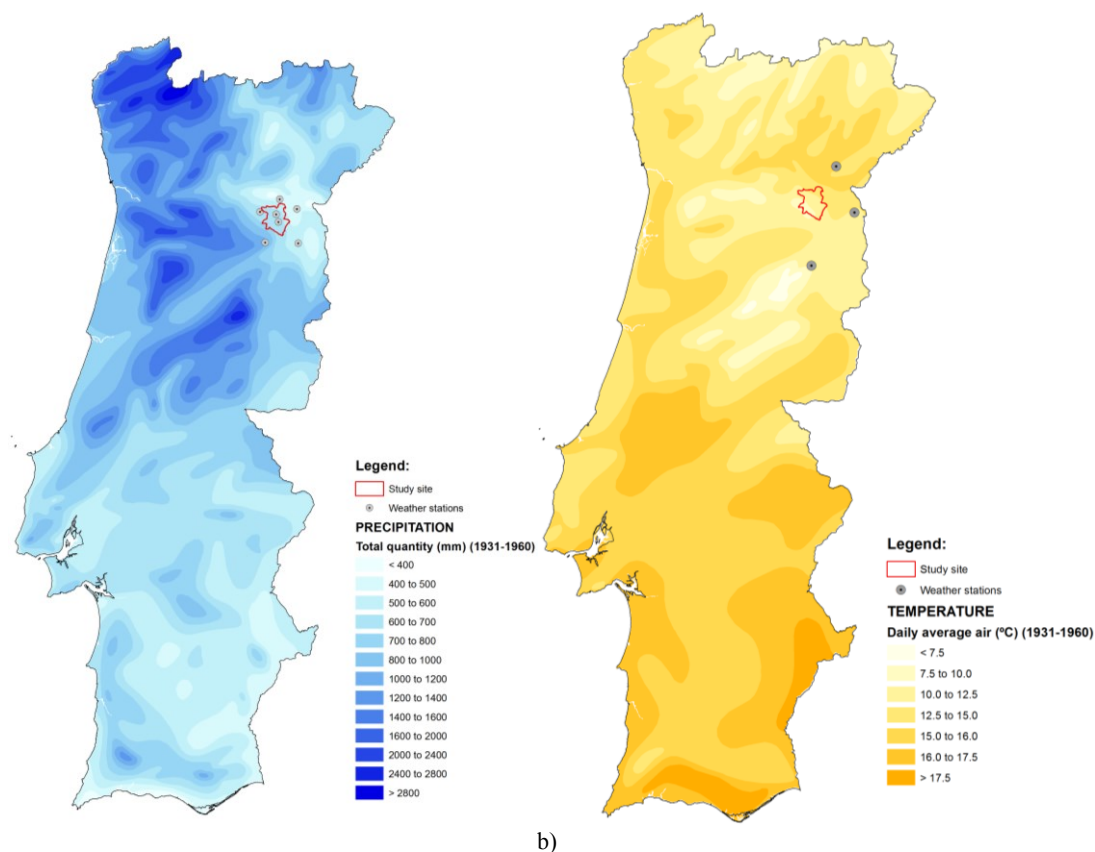 Legend:
Study site
Weather stations
PRECIPITATION
Total quantity (mm) (1931-1960)
< 400
400 to 500
500 to 600
600 to 700
700 to 800
800 to 1000
1000 to 1200
1200 to 1400
1400 to 1600
1600 to 2000
2000 to 2400
2400 to 2800
> 2800
Legend:
Study site
Weather stations
TEMPERATURE
Daily average air (ºC) (1931-1960)
< 7.5
7.5 to 10.0
10.0 to 12.5
12.5 to 15.0
15.0 to 16.0
16.0 to 17.5
> 17.5
b)